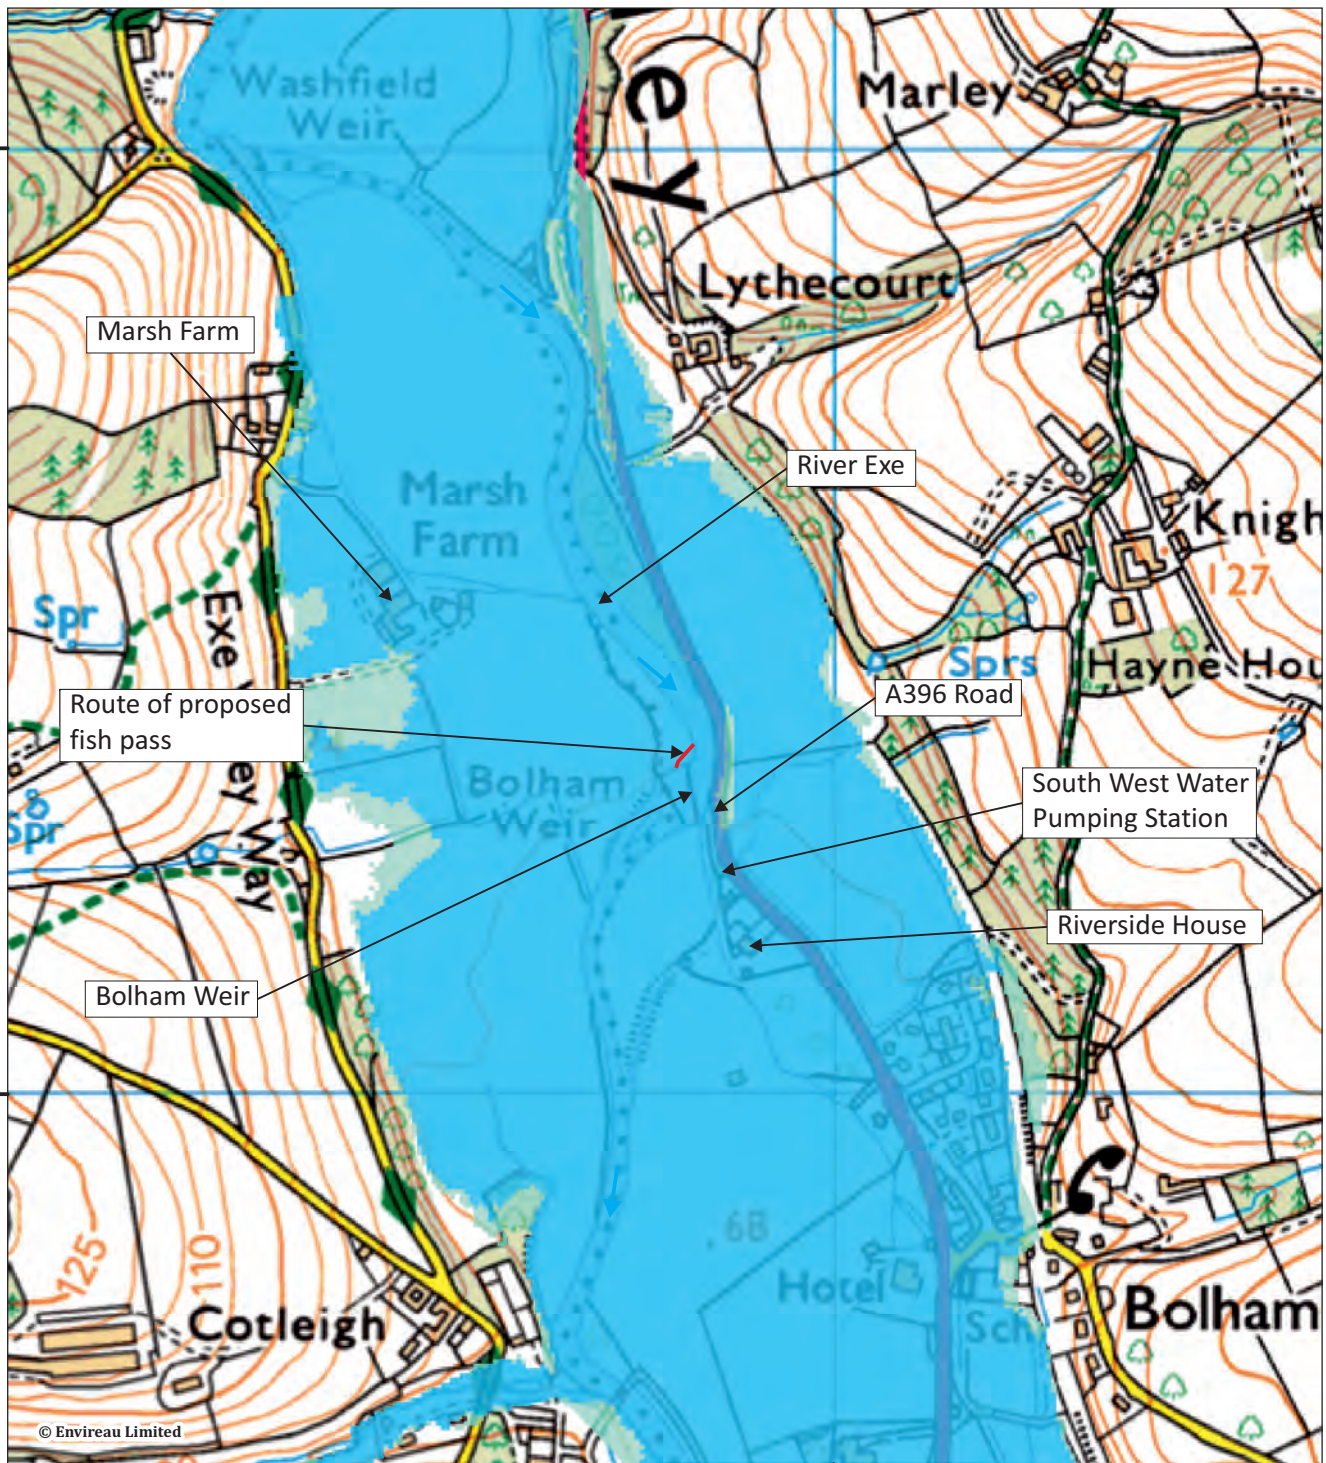 Washfield
Weir
Marley
ey
Lythecourt
Marsh Farm
River Exe
Marsh
Farm
Knigh
127
Spr
Sprs
Hayne Hou
Exe
ey
Way
A396 Road
Route of proposed
fish pass
Bolham
Weir
South West Water
Pumping Station
Spr
Riverside House
Bolham Weir
68
125
110
Hotel
Sch
Cotleigh
Bolham
© Envireau Limited